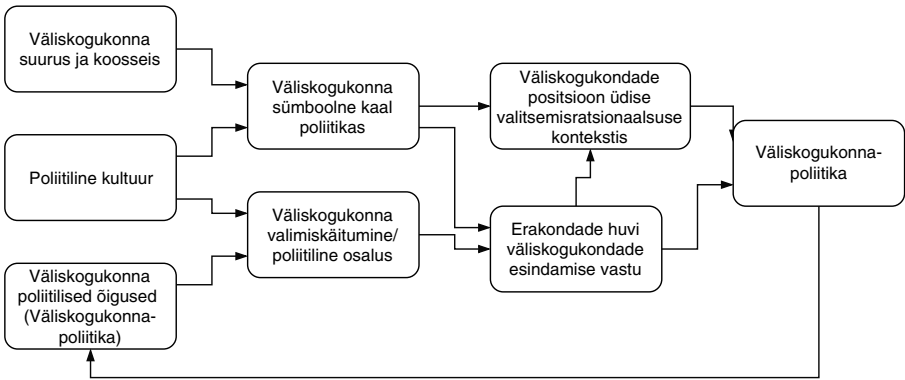 Väliskogukonna
suurus ja koosseis
Poliitiline kultuur
Väliskogukonna
poliitilised õigused
(Väliskogukonna-
poliitika)
Väliskogukonna
sümboolne kaal
poliitikas
Väliskogukonna
valimiskäitumine/
poliitiline osalus
Väliskogukondade
positsioon üdise
valitsemisratsionaalsuse
kontekstis
Erakondade huvi
väliskogukondade
esindamise vastu
Väliskogukonna-
poliitika